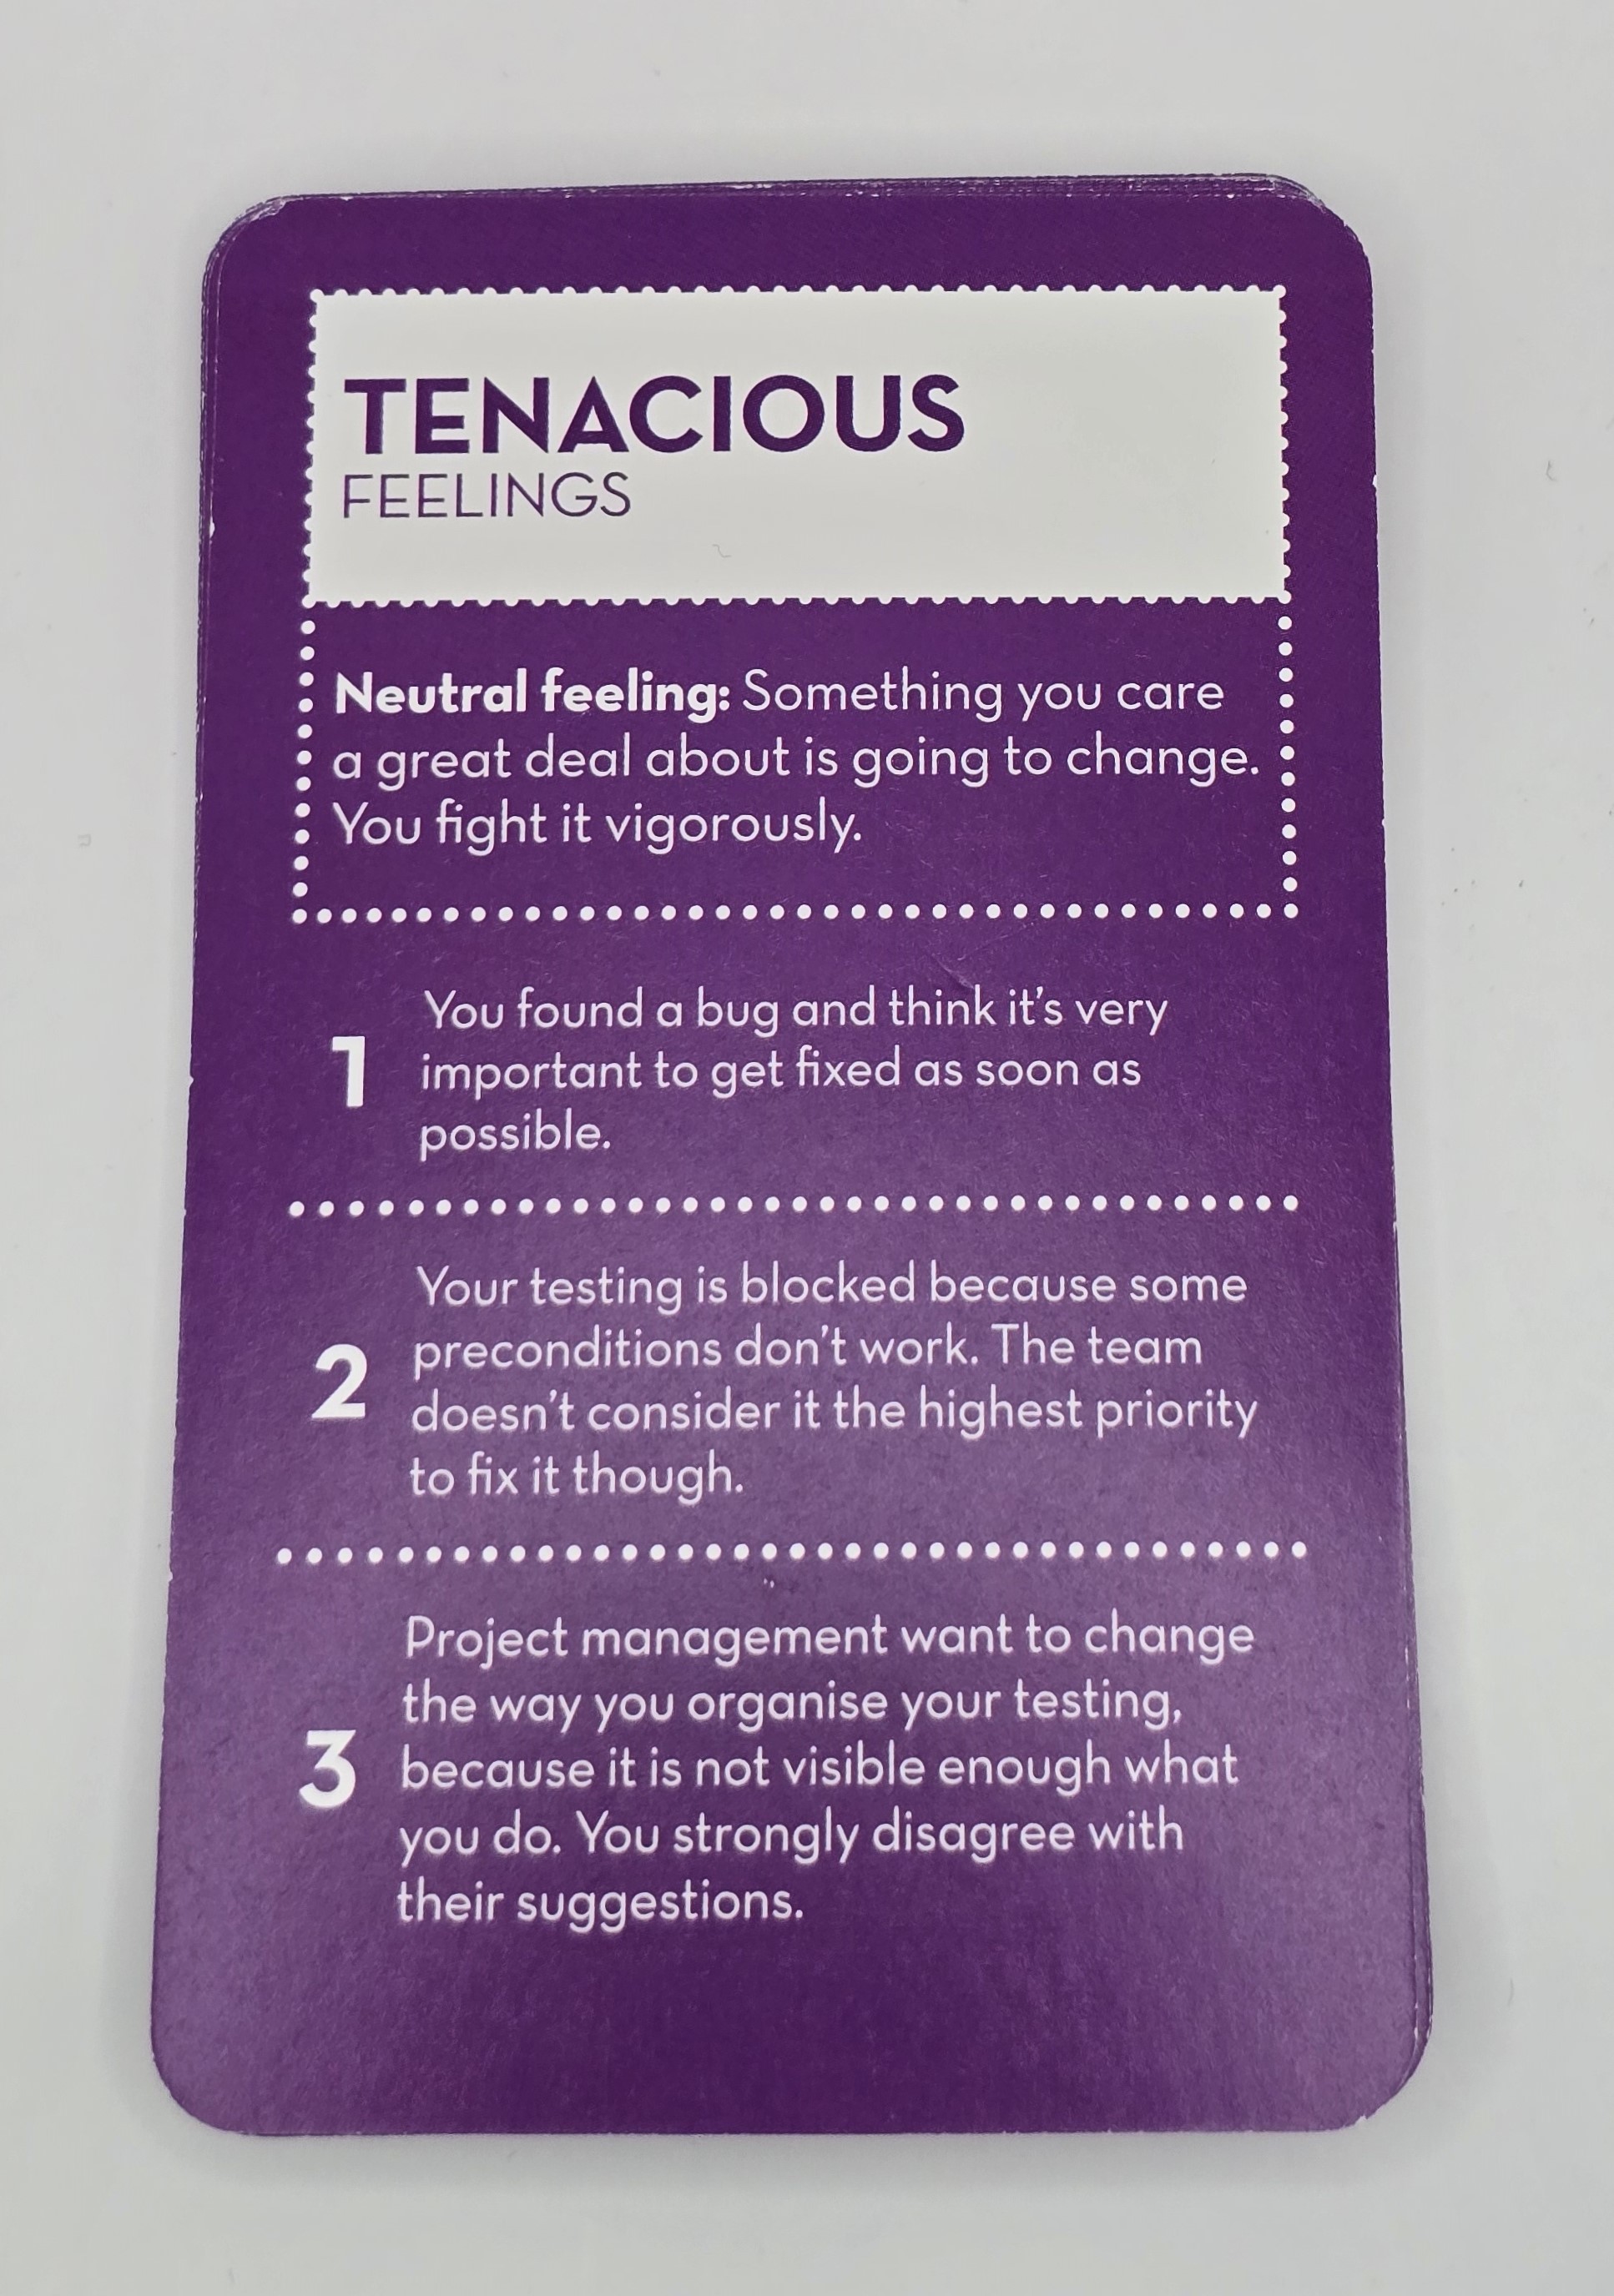 TENACIOUS
FEELINGS
Neutral feeling: Something you care
a great deal about is going to change.
You fight it vigorously.
1
You found a bug and think it's very
important to get fixed as soon as
possible.
2
Your testing is blocked because some
preconditions don't work. The team
doesn't consider it the highest priority
to fix it though.
3
Project management want to change
the way you organise your testing,
because it is not visible enough what
you do. You strongly disagree with
their suggestions.